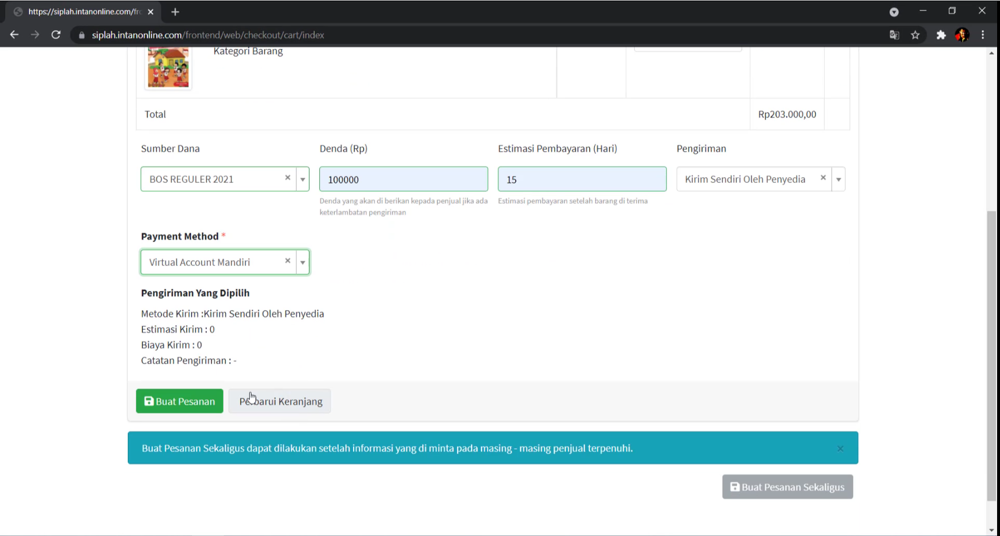 https://siplah.intanonline.com/fr
siplah.intanonline.com/frontend/web/checkout/cart/index
Kategori Barang
Total
Rp203.000,00
Sumber Dana
Denda (Rp)
Estimasi Pembayaran (Hari)
Pengiriman
BOS REGULER 2021
100000
15
Kirim Sendiri Oleh Penyedia
Denda yang akan di berikan kepada penjual jika ada
keterlambatan pengiriman
Estimasi pembayaran setelah barang di terima
Payment Method *
Virtual Account Mandiri
Pengiriman Yang Dipilih
Metode Kirim :Kirim Sendiri Oleh Penyedia
Estimasi Kirim : 0
Biaya Kirim : 0
Catatan Pengiriman : -
Buat Pesanan
Perbarui Keranjang
Buat Pesanan Sekaligus dapat dilakukan setelah informasi yang di minta pada masing - masing penjual terpenuhi.
Buat Pesanan Sekaligus